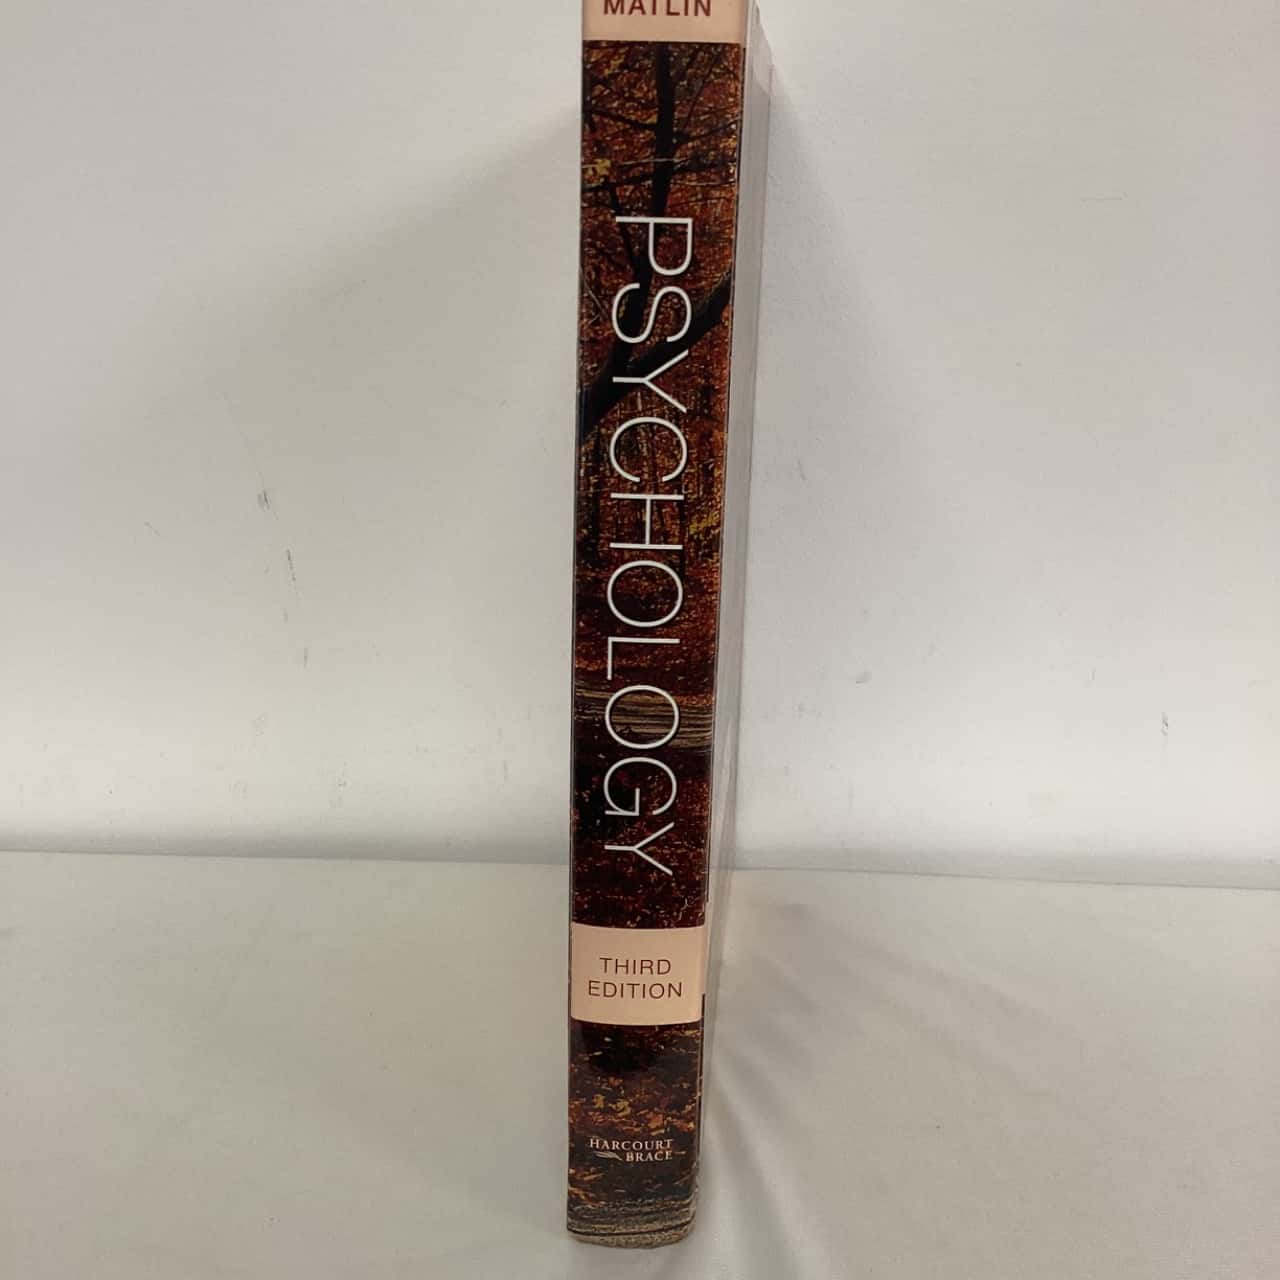 MATLIN
PSYCHOLOGY
THIRD
EDITION
HARCOURT
BRACE